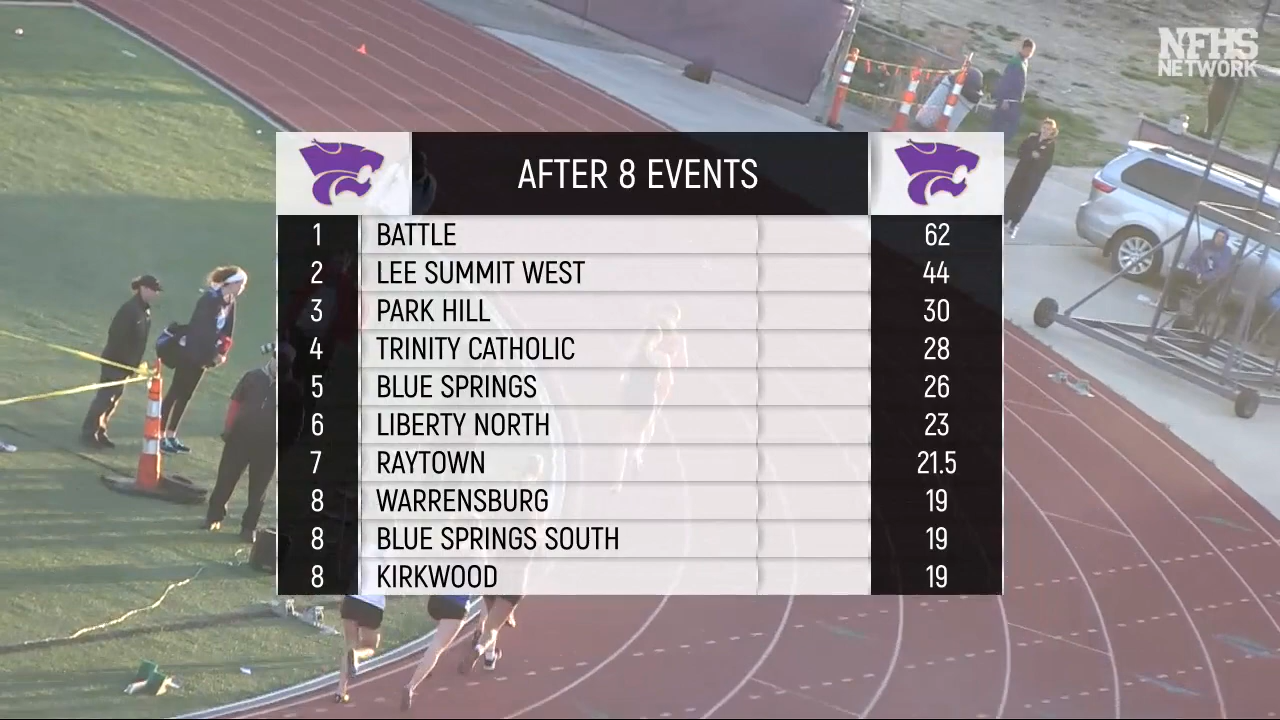 NFHS
NETWORK
AFTER 8 EVENTS
1 BATTLE 62
2 LEE SUMMIT WEST 44
3 PARK HILL 30
4 TRINITY CATHOLIC 28
5 BLUE SPRINGS 26
6 LIBERTY NORTH 23
7 RAYTOWN 21.5
8 WARRENSBURG 19
8 BLUE SPRINGS SOUTH 19
8 KIRKWOOD 19